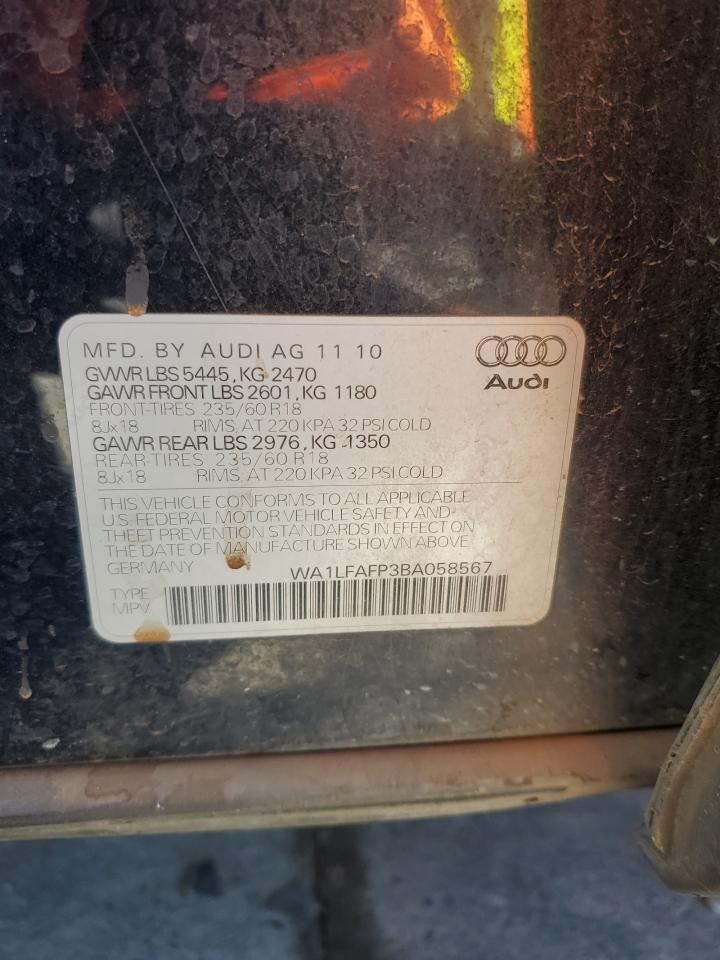 MFD. BY AUDI AG 11 10
Audi
GVWR LBS 5445, KG 2470
GAWR FRONT LBS 2601, KG 1180
FRONT-TIRES 235/60 R18
8Jx18 RIMS, AT 220 KPA 32 PSI COLD
GAWR REAR LBS 2976, KG 1350
REAR-TIRES 235/60 R18
8Jx18 RIMS, AT 220 KPA 32 PSI COLD
THIS VEHICLE CONFORMS TO ALL APPLICABLE
U.S. FEDERAL MOTOR VEHICLE SAFETY AND
THEFT PREVENTION STANDARDS IN EFFECT ON
THE DATE OF MANUFACTURE SHOWN ABOVE
GERMANY WA1LFAFP3BA058567
TYPE
MPV